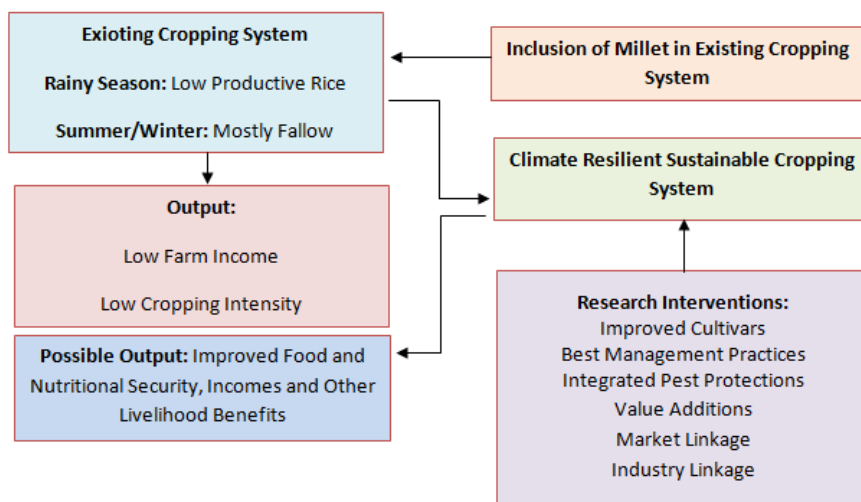 Exioting Cropping System
Rainy Season: Low Productive Rice
Summer/Winter: Mostly Fallow
Inclusion of Millet in Existing Cropping
System
Climate Resilient Sustainable Cropping
System
Output:
Low Farm Income
Low Cropping Intensity
Possible Output: Improved Food and
Nutritional Security, Incomes and Other
Livelihood Benefits
Research Interventions:
Improved Cultivars
Best Management Practices
Integrated Pest Protections
Value Additions
Market Linkage
Industry Linkage